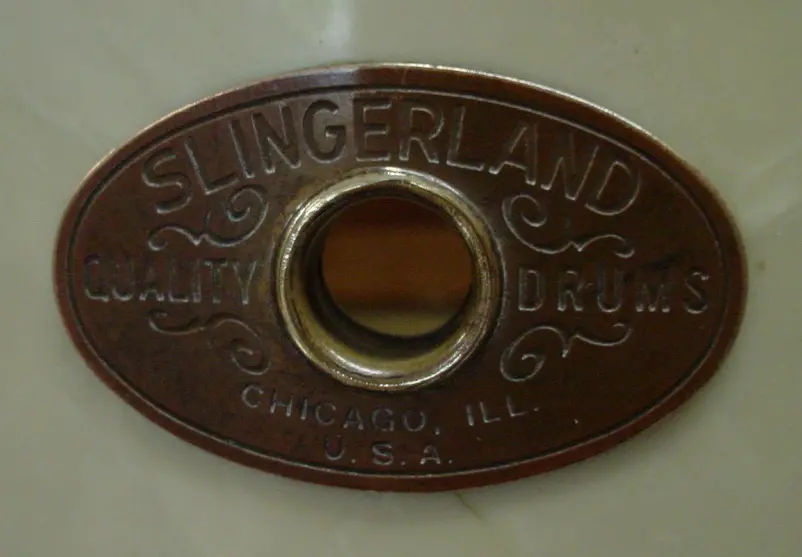 SLINGERLAND
QUALITY DRUMS
CHICAGO, ILL.
U.S.A.